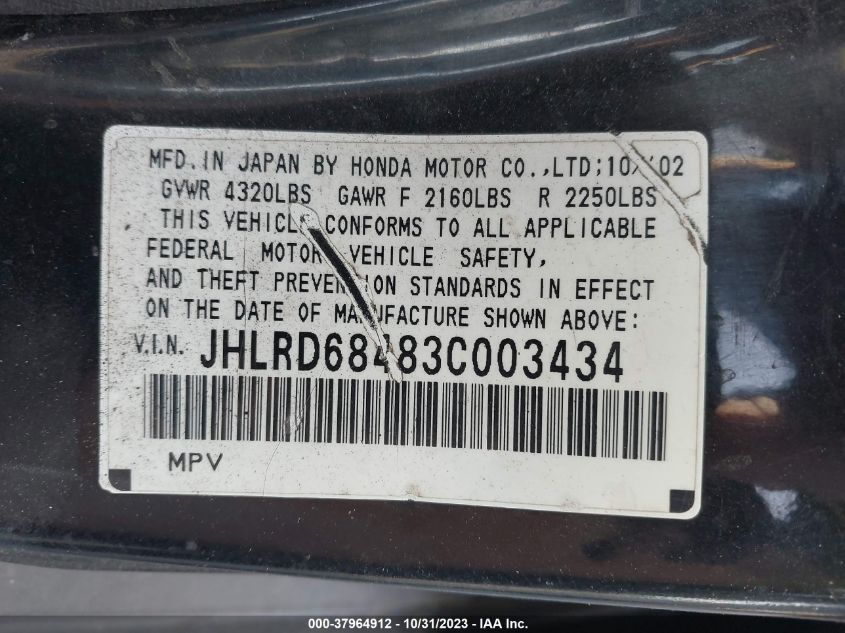 MFD. IN JAPAN BY HONDA MOTOR CO., LTD; 10/'02
GVWR 4320LBS GAWR F 2160LBS R 2250LBS
THIS VEHICLE CONFORMS TO ALL APPLICABLE
FEDERAL MOTOR VEHICLE SAFETY,
AND THEFT PREVENTION STANDARDS IN EFFECT
ON THE DATE OF MANUFACTURE SHOWN ABOVE:
V.I.N. JHLRD68483C003434
MPV
000-37964912 - 10/31/2023 - © IAA, Inc.